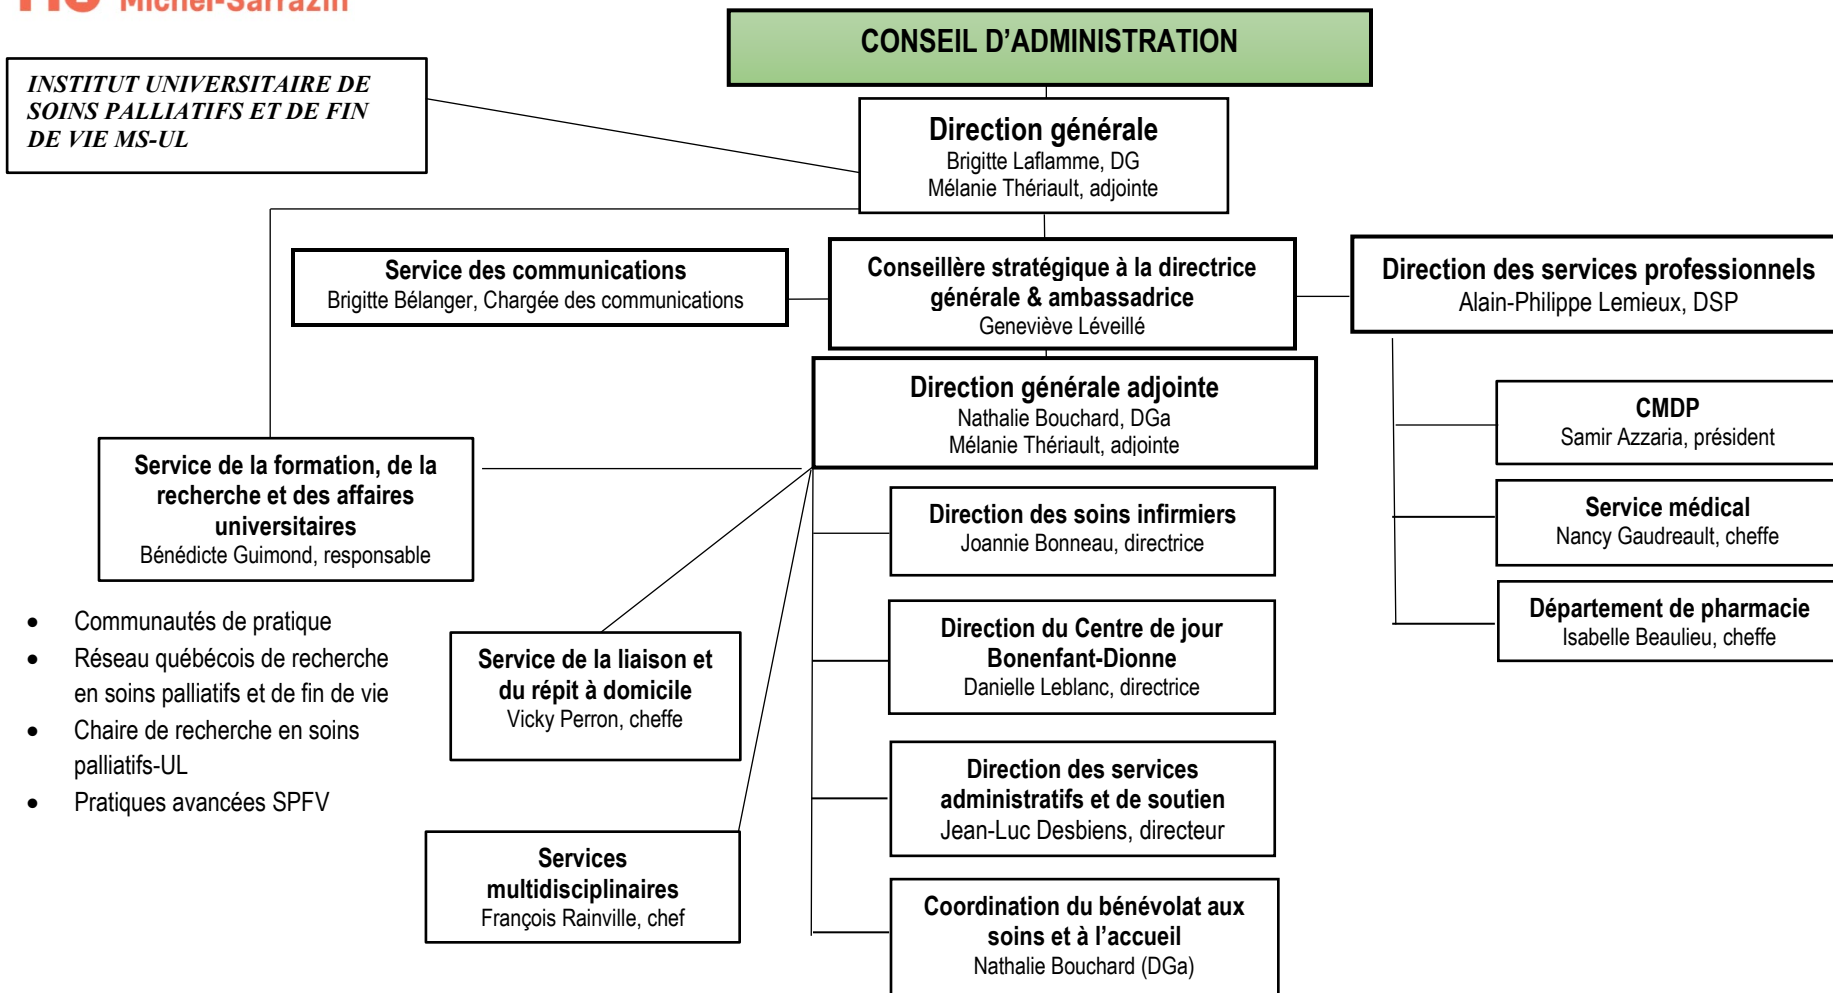 Michel-Sarrazin
CONSEIL D'ADMINISTRATION
INSTITUT UNIVERSITAIRE DE
SOINS PALLIATIFS ET DE FIN
DE VIE MS-UL
Direction générale
Brigitte Laflamme, DG
Mélanie Thériault, adjointe
Service des communications
Brigitte Bélanger, Chargée des communications
Conseillère stratégique à la directrice
générale & ambassadrice
Geneviève Léveillé
Direction des services professionnels
Alain-Philippe Lemieux, DSP
Direction générale adjointe
Nathalie Bouchard, DGa
Mélanie Thériault, adjointe
CMDP
Samir Azzaria, président
Service médical
Nancy Gaudreault, cheffe
Département de pharmacie
Isabelle Beaulieu, cheffe
Service de la formation, de la
recherche et des affaires
universitaires
Bénédicte Guimond, responsable
• Communautés de pratique
• Réseau québécois de recherche
en soins palliatifs et de fin de vie
• Chaire de recherche en soins
palliatifs-UL
• Pratiques avancées SPFV
Service de la liaison et
du répit à domicile
Vicky Perron, cheffe
Services
multidisciplinaires
François Rainville, chef
Direction des soins infirmiers
Joannie Bonneau, directrice
Direction du Centre de jour
Bonenfant-Dionne
Danielle Leblanc, directrice
Direction des services
administratifs et de soutien
Jean-Luc Desbiens, directeur
Coordination du bénévolat aux
soins et à l'accueil
Nathalie Bouchard (DGa)